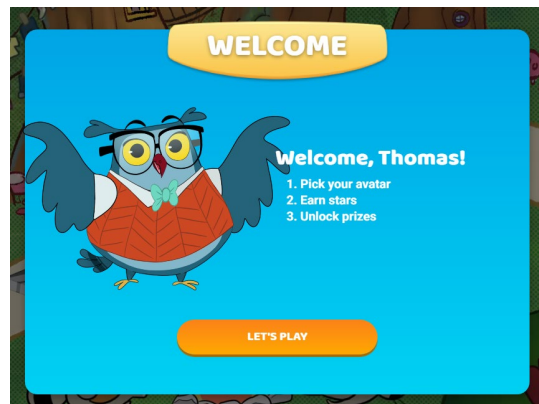 WELCOME
Welcome, Thomas!
1. Pick your avatar
2. Earn stars
3. Unlock prizes
LET'S PLAY